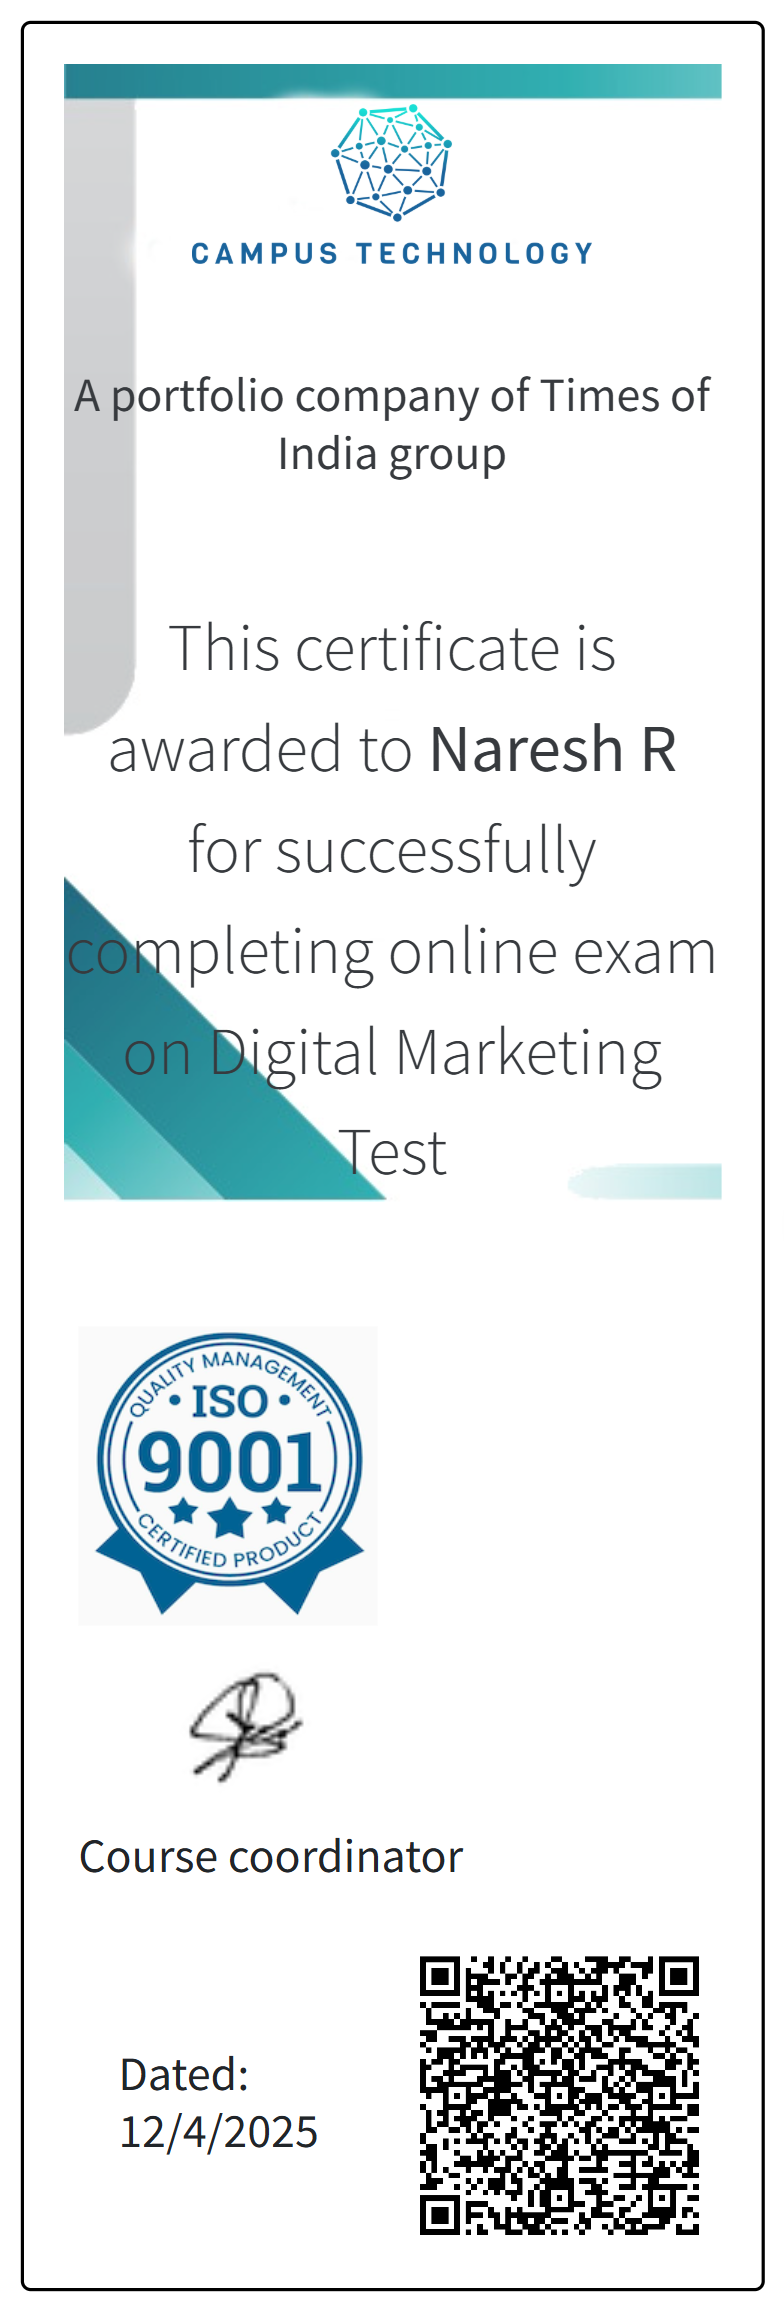 CAMPUS TECHNOLOGY
A portfolio company of Times of
India group
This certificate is
awarded to Naresh R
for successfully
completing online exam
on Digital Marketing
Test
QUALITY MANAGEMENT
ISO
9001
CERTIFIED PRODUCT
Course coordinator
Dated:
12/4/2025